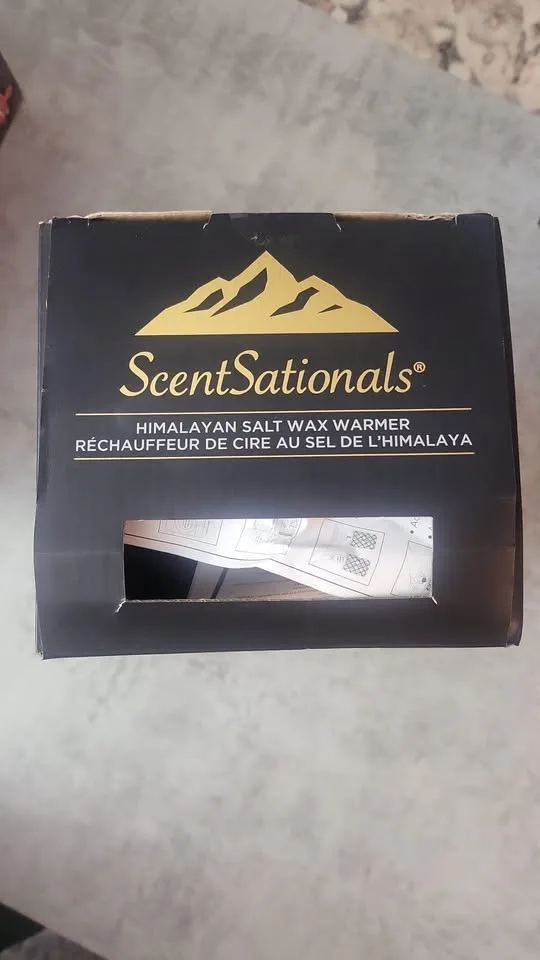 ScentSationals®
HIMALAYAN SALT WAX WARMER
RÉCHAUFFEUR DE CIRE AU SEL DE L'HIMALAYA